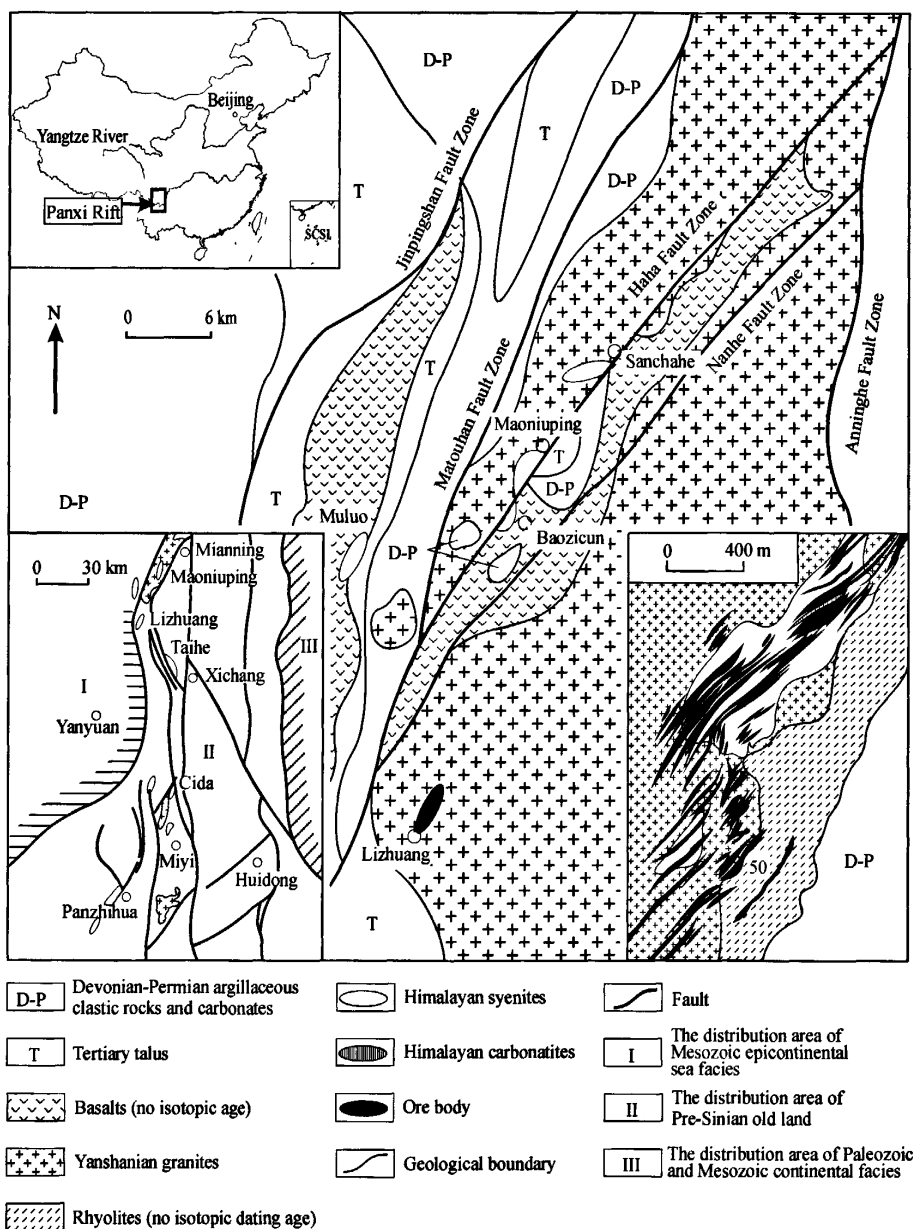 Beijing
Yangtze River
Panxi Rift
SCSI
N
0 6 km
D-P
T
D-P
T
D-P
T
D-P
T
T
Jinpingshan Fault Zone
Matouhan Fault Zone
Haha Fault Zone
Nanhe Fault Zone
Anninghe Fault Zone
Sanchahe
Maoniuping
T
D-P
Baozicun
Muluo
D-P
Lizhuang
T
0 30 km
Mianning
Maoniuping
Lizhuang
Taihe
Xichang
I
II
III
Yanyuan
Cida
Miyi
Huidong
Panzhihua
0 400 m
50
D-P
D-P Devonian-Permian argillaceous
clastic rocks and carbonates
T Tertiary talus
Basalts (no isotopic age)
Yanshanian granites
Rhyolites (no isotopic dating age)
Himalayan syenites
Himalayan carbonatites
Ore body
Geological boundary
Fault
I The distribution area of
Mesozoic epicontinental
sea facies
II The distribution area of
Pre-Sinian old land
III The distribution area of Paleozoic
and Mesozoic continental facies